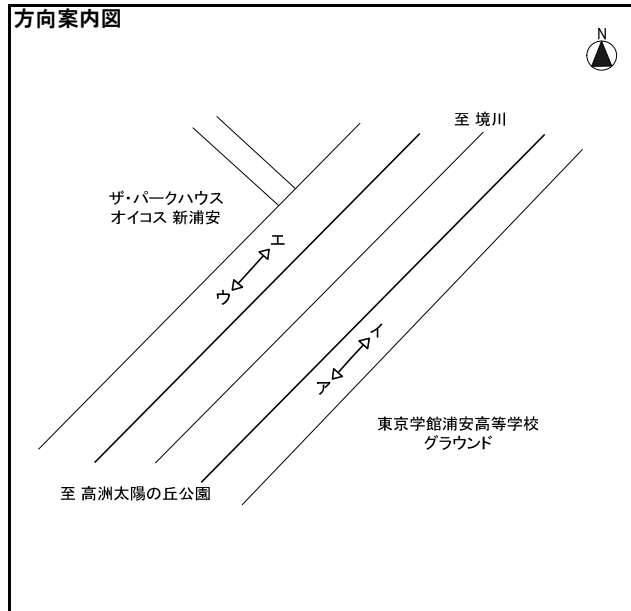 方向案内図
N
至 境川
ザ・パークハウス
オイコス 新浦安
エ
ウ
イ
ア
東京学館浦安高等学校
グラウンド
至 高洲太陽の丘公園